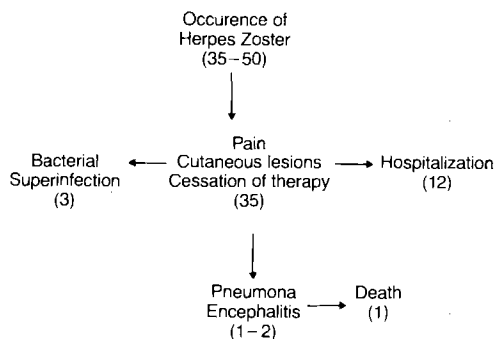 Occurence of
Herpes Zoster
(35–50)
Pain
Cutaneous lesions
Cessation of therapy
(35)
Bacterial
Superinfection
(3)
Hospitalization
(12)
Pneumona
Encephalitis
(1–2)
Death
(1)